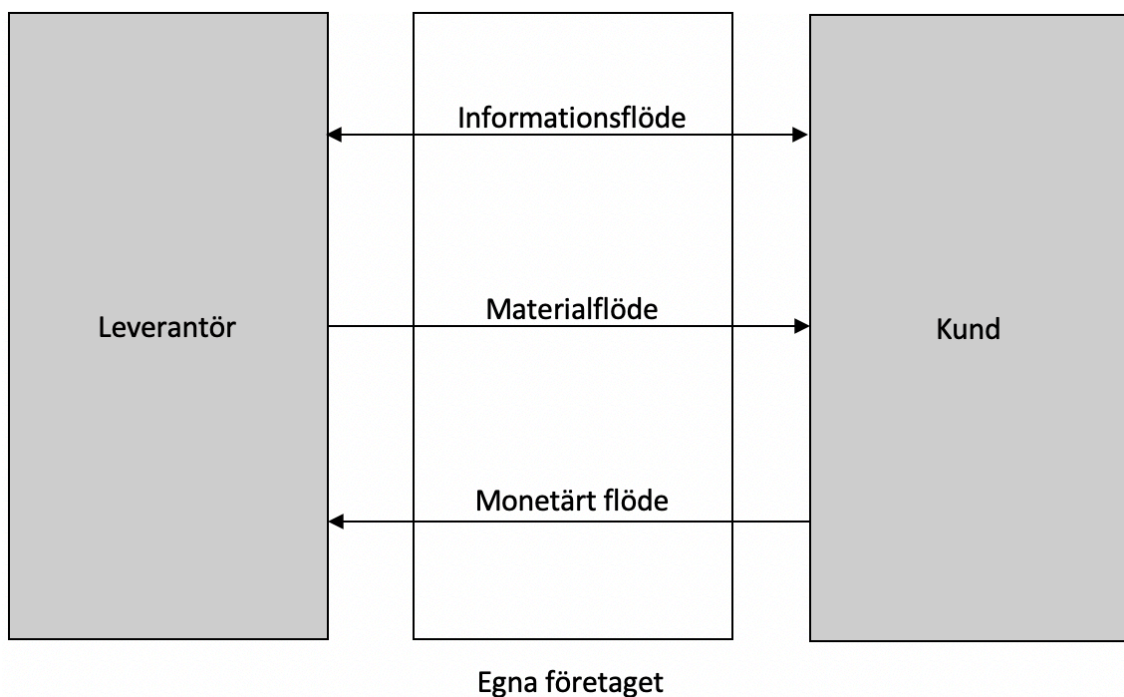 Informationsflöde
Leverantör
Materialflöde
Kund
Monetärt flöde
Egna företaget